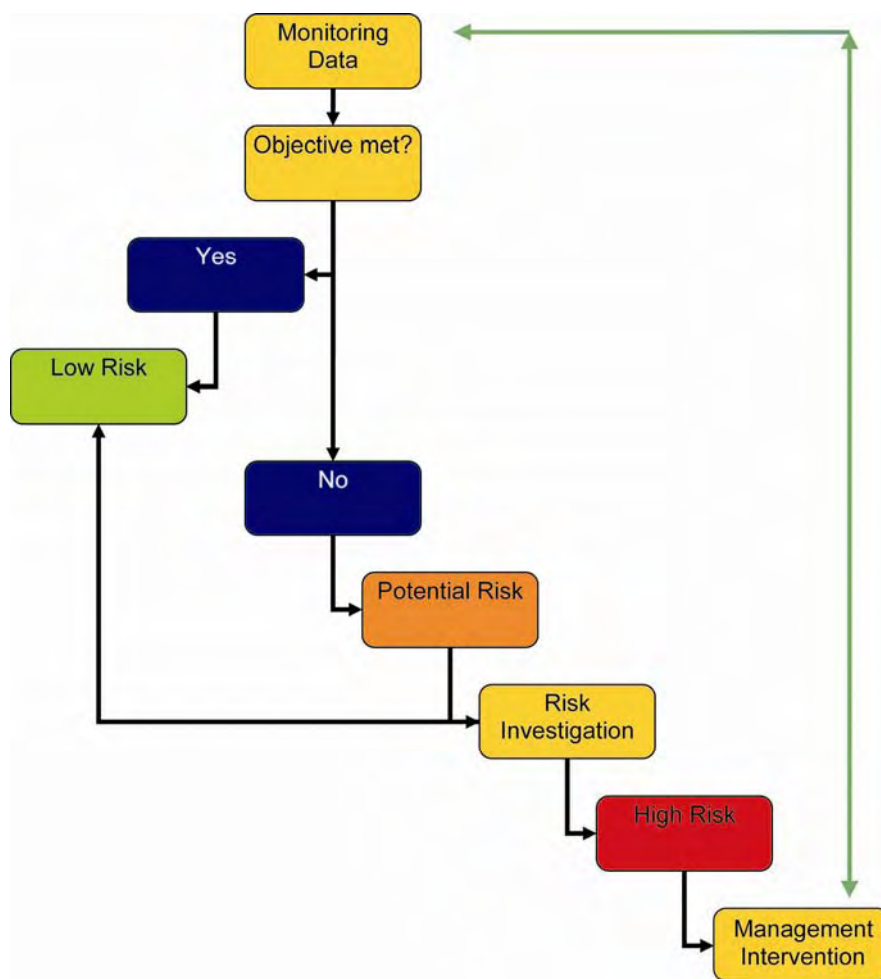 Monitoring
Data
Objective met?
Yes
Low Risk
No
Potential Risk
Risk
Investigation
High Risk
Management
Intervention